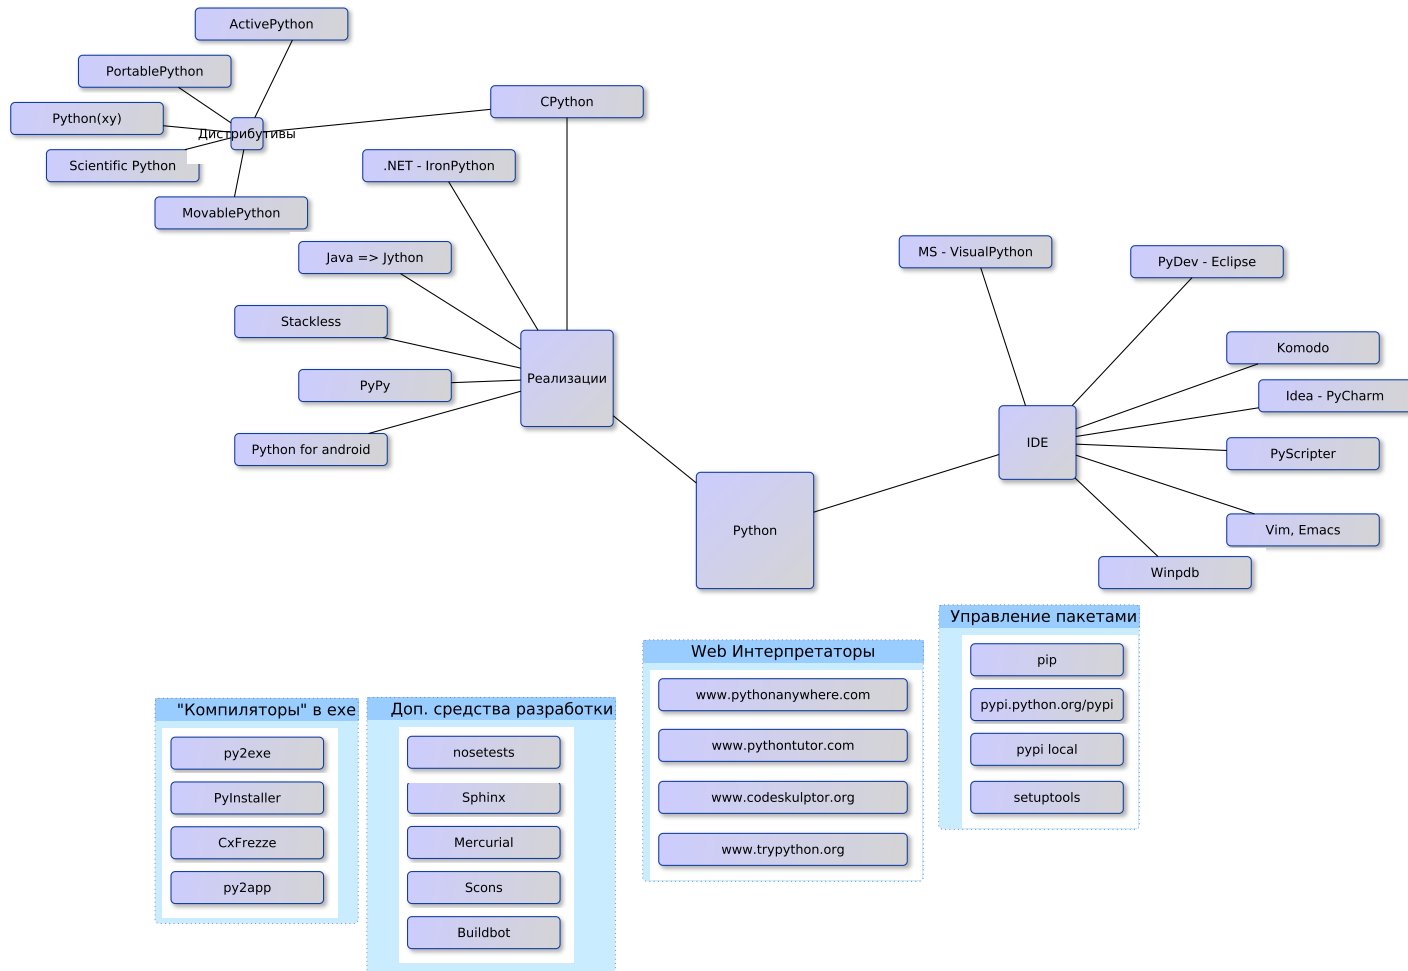 ActivePython
PortablePython
CPython
Python(xy)
Дистрибутивы
Scientific Python
.NET - IronPython
MovablePython
Java => Jython
MS - VisualPython
PyDev - Eclipse
Stackless
Komodo
Реализации
PyPy
Idea - PyCharm
Python for android
IDE
PyScripter
Python
Vim, Emacs
Winpdb
Управление пакетами
pip
pypi.python.org/pypi
pypi local
setuptools
Web Интерпретаторы
www.pythonanywhere.com
www.pythontutor.com
www.codeskulptor.org
www.trypython.org
"Компиляторы" в exe
py2exe
PyInstaller
CxFrezze
py2app
Доп. средства разработки
nosetests
Sphinx
Mercurial
Scons
Buildbot